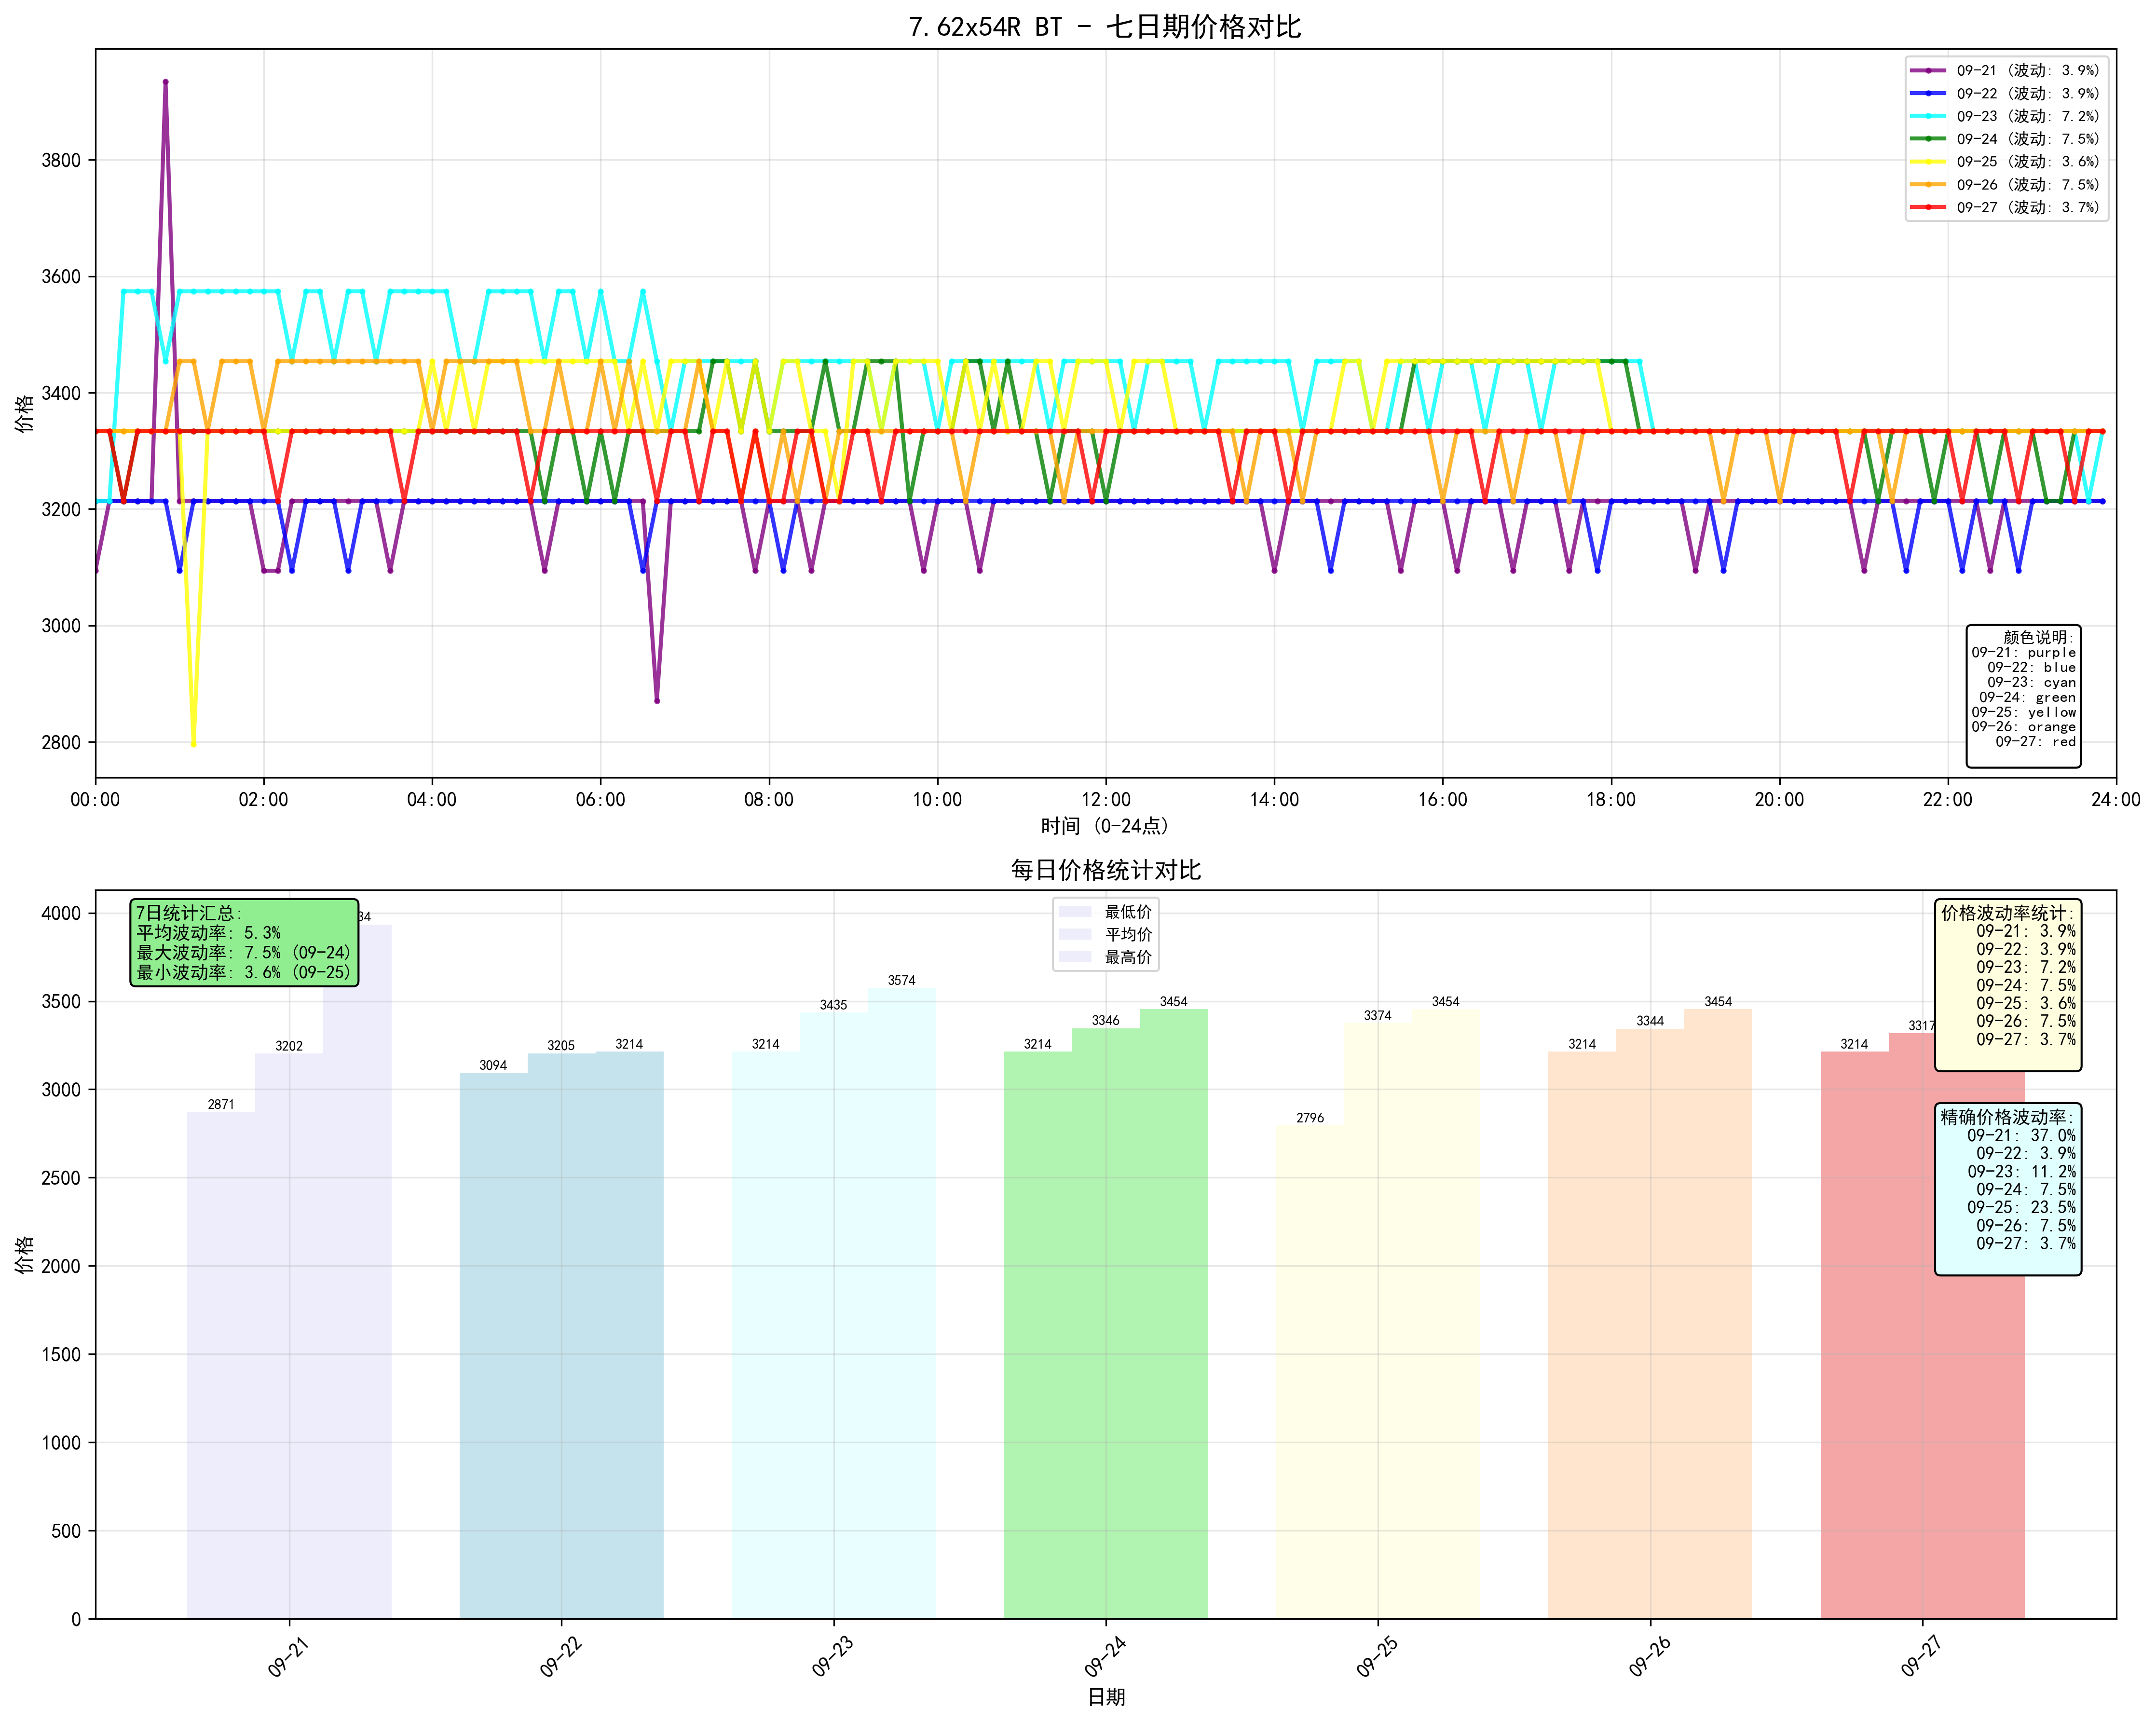 7.62x54R BT - 七日期价格对比
09-21 (波动: 3.9%)
09-22 (波动: 3.9%)
09-23 (波动: 7.2%)
09-24 (波动: 7.5%)
09-25 (波动: 3.6%)
09-26 (波动: 7.5%)
09-27 (波动: 3.7%)
价格
3800
3600
3400
3200
3000
2800
颜色说明:
09-21: purple
09-22: blue
09-23: cyan
09-24: green
09-25: yellow
09-26: orange
09-27: red
00:00 02:00 04:00 06:00 08:00 10:00 12:00 14:00 16:00 18:00 20:00 22:00 24:00
时间 (0-24点)
每日价格统计对比
7日统计汇总:
平均波动率: 5.3%
最大波动率: 7.5% (09-24)
最小波动率: 3.6% (09-25)
34
最低价
平均价
最高价
价格波动率统计:
09-21: 3.9%
09-22: 3.9%
09-23: 7.2%
09-24: 7.5%
09-25: 3.6%
09-26: 7.5%
09-27: 3.7%
精确价格波动率:
09-21: 37.0%
09-22: 3.9%
09-23: 11.2%
09-24: 7.5%
09-25: 23.5%
09-26: 7.5%
09-27: 3.7%
价格
4000
3500
3000
2500
2000
1500
1000
500
0
2871 3202
3094 3205 3214
3214 3435 3574
3214 3346 3454
2796 3374 3454
3214 3344 3454
3214 3317
09-21 09-22 09-23 09-24 09-25 09-26 09-27
日期